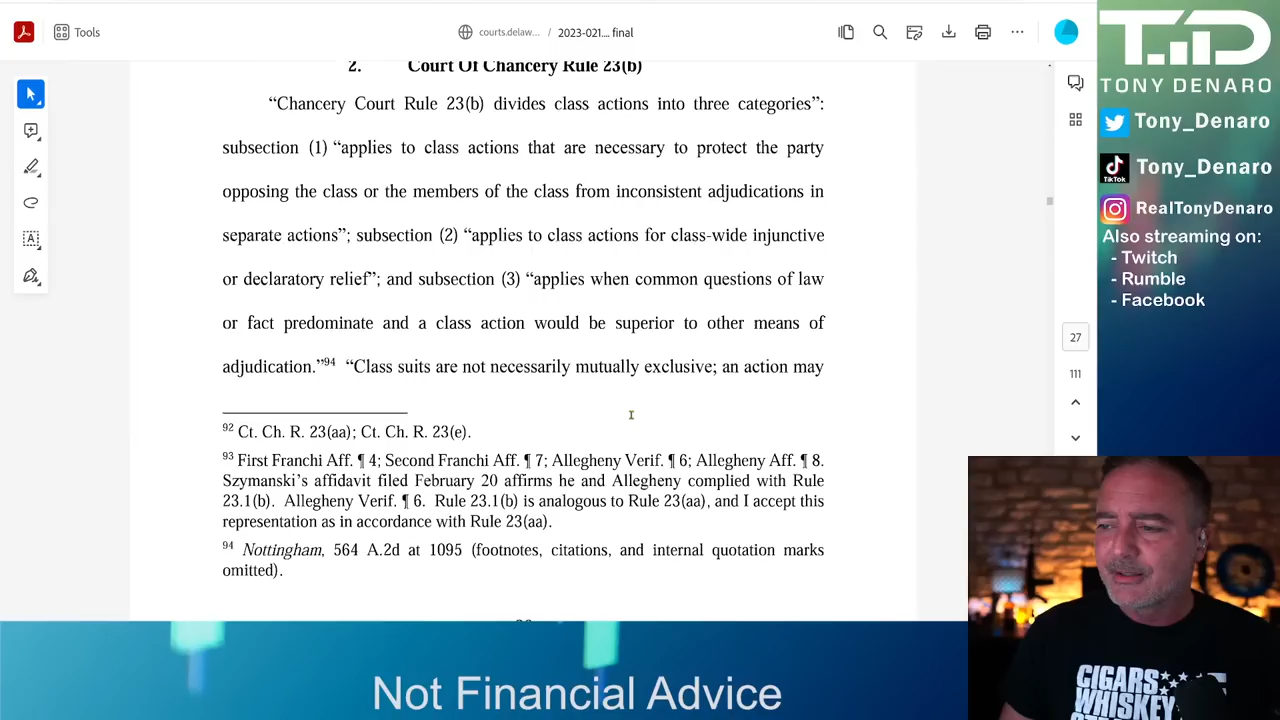 Tools
courts.delaw... / 2023-021.... final
2. Court Of Chancery Rule 23(b)
“Chancery Court Rule 23(b) divides class actions into three categories”:
subsection (1) “applies to class actions that are necessary to protect the party
opposing the class or the members of the class from inconsistent adjudications in
separate actions”; subsection (2) “applies to class actions for class-wide injunctive
or declaratory relief”; and subsection (3) “applies when common questions of law
or fact predominate and a class action would be superior to other means of
adjudication.”94 “Class suits are not necessarily mutually exclusive; an action may
92 Ct. Ch. R. 23(aa); Ct. Ch. R. 23(e).
93 First Franchi Aff. ¶ 4; Second Franchi Aff. ¶ 7; Allegheny Verif. ¶ 6; Allegheny Aff. ¶ 8.
Szymanski’s affidavit filed February 20 affirms he and Allegheny complied with Rule
23.1(b). Allegheny Verif. ¶ 6. Rule 23.1(b) is analogous to Rule 23(aa), and I accept this
representation as in accordance with Rule 23(aa).
94 Nottingham, 564 A.2d at 1095 (footnotes, citations, and internal quotation marks
omitted).
27
111
TD
TONY DENARO
Tony_Denaro
TikTok
Tony_Denaro
RealTonyDenaro
Also streaming on:
- Twitch
- Rumble
- Facebook
CIGARS
WHISKEY
Not Financial Advice